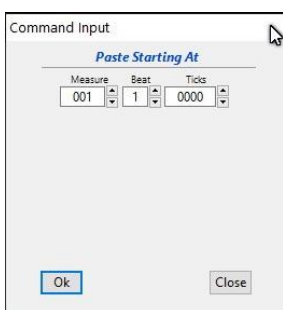 Command Input
Paste Starting At
Measure Beat Ticks
001 1 0000
Ok Close